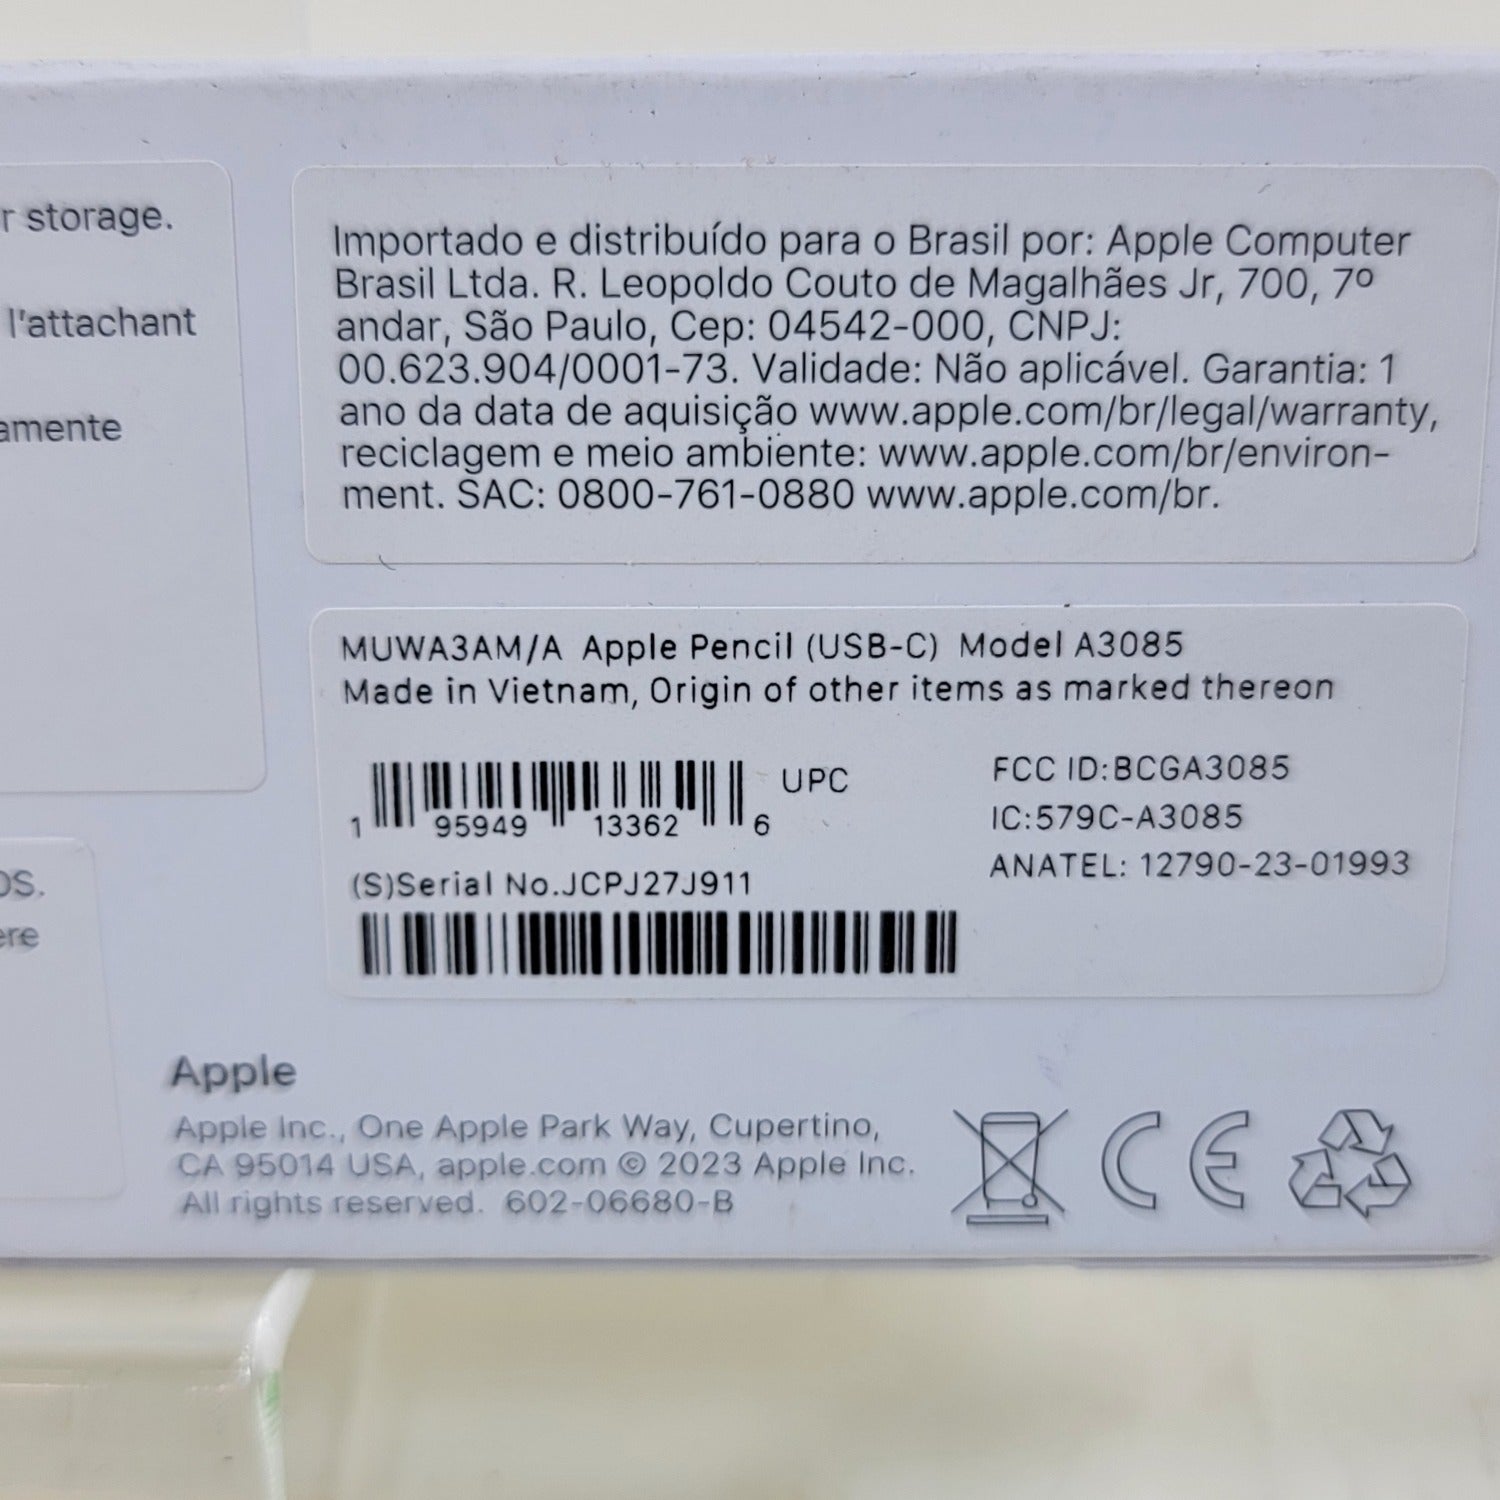 r storage.
l'attachant
amente
OS.
ere
Importado e distribuído para o Brasil por: Apple Computer
Brasil Ltda. R. Leopoldo Couto de Magalhães Jr, 700, 7º
andar, São Paulo, Cep: 04542-000, CNPJ:
00.623.904/0001-73. Validade: Não aplicável. Garantia: 1
ano da data de aquisição www.apple.com/br/legal/warranty,
reciclagem e meio ambiente: www.apple.com/br/environ-
ment. SAC: 0800-761-0880 www.apple.com/br.
MUWA3AM/A Apple Pencil (USB-C) Model A3085
Made in Vietnam, Origin of other items as marked thereon
UPC
1 95949 13362 6
FCC ID:BCGA3085
IC:579C-A3085
ANATEL: 12790-23-01993
(S)Serial No.JCPJ27J911
Apple
Apple Inc., One Apple Park Way, Cupertino,
CA 95014 USA, apple.com © 2023 Apple Inc.
All rights reserved. 602-06680-B
CE